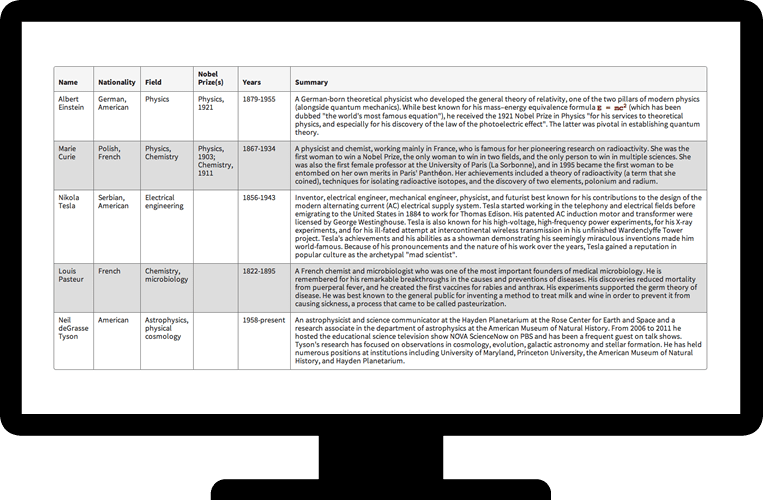 Name Nationality Field Nobel Prize(s) Years Summary
Albert Einstein German, American Physics Physics, 1921 1879-1955
A German-born theoretical physicist who developed the general theory of relativity, one of the two pillars of modern physics
(alongside quantum mechanics). While best known for his mass–energy equivalence formula E = mc² (which has been
dubbed "the world's most famous equation"), he received the 1921 Nobel Prize in Physics "for his services to theoretical
physics, and especially for his discovery of the law of the photoelectric effect". The latter was pivotal in establishing quantum
theory.
Marie Curie Polish, French Physics, Chemistry Physics, 1903; Chemistry, 1911 1867-1934
A physicist and chemist, working mainly in France, who is famous for her pioneering research on radioactivity. She was the
first woman to win a Nobel Prize, the only woman to win in two fields, and the only person to win in multiple sciences. She
was also the first female professor at the University of Paris (La Sorbonne), and in 1995 became the first woman to be
entombed on her own merits in Paris' Panthéon. Her achievements included a theory of radioactivity (a term that she
coined), techniques for isolating radioactive isotopes, and the discovery of two elements, polonium and radium.
Nikola Tesla Serbian, American Electrical engineering 1856-1943
Inventor, electrical engineer, mechanical engineer, physicist, and futurist best known for his contributions to the design of the
modern alternating current (AC) electrical supply system. Tesla started working in the telephony and electrical fields before
emigrating to the United States in 1884 to work for Thomas Edison. His patented AC induction motor and transformer were
licensed by George Westinghouse. Tesla is also known for his high-voltage, high-frequency power experiments, for his X-ray
experiments, and for his ill-fated attempt at intercontinental wireless transmission in his unfinished Wardenclyffe Tower
project. Tesla's achievements and his abilities as a showman demonstrating his seemingly miraculous inventions made him
world-famous. Because of his pronouncements and the nature of his work over the years, Tesla gained a reputation in
popular culture as the archetypal "mad scientist".
Louis Pasteur French Chemistry, microbiology 1822-1895
A French chemist and microbiologist who was one of the most important founders of medical microbiology. He is
remembered for his remarkable breakthroughs in the causes and preventions of diseases. His discoveries reduced mortality
from puerperal fever, and he created the first vaccines for rabies and anthrax. His experiments supported the germ theory of
disease. He was best known to the general public for inventing a method to treat milk and wine in order to prevent it from
causing sickness, a process that came to be called pasteurization.
Neil deGrasse Tyson American Astrophysics, physical cosmology 1958-present
An astrophysicist and science communicator at the Hayden Planetarium at the Rose Center for Earth and Space and a
research associate in the department of astrophysics at the American Museum of Natural History. From 2006 to 2011 he
hosted the educational science television show NOVA ScienceNow on PBS and has been a frequent guest on talk shows.
Tyson's research has focused on observations in cosmology, evolution, galactic astronomy and stellar formation. He has held
numerous positions at institutions including University of Maryland, Princeton University, the American Museum of Natural
History, and Hayden Planetarium.